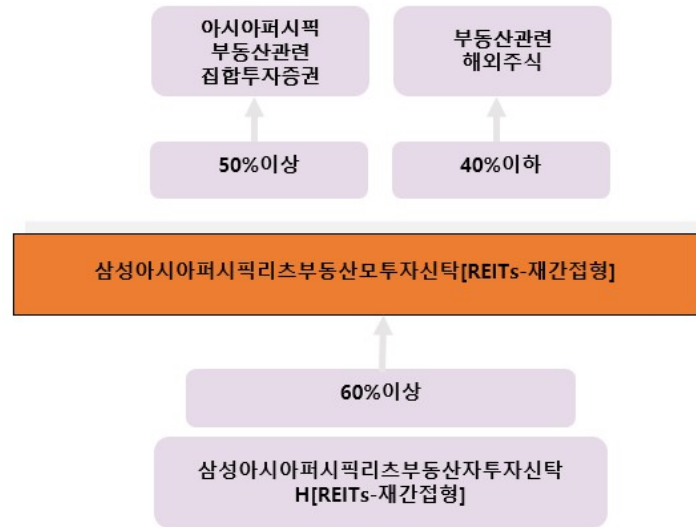 아시아퍼시픽
부동산관련
집합투자증권
부동산관련
해외주식
50%이상
40%이하
삼성아시아퍼시픽리츠부동산모투자신탁[REITs-재간접형]
60%이상
삼성아시아퍼시픽리츠부동산자투자신탁
H[REITs-재간접형]